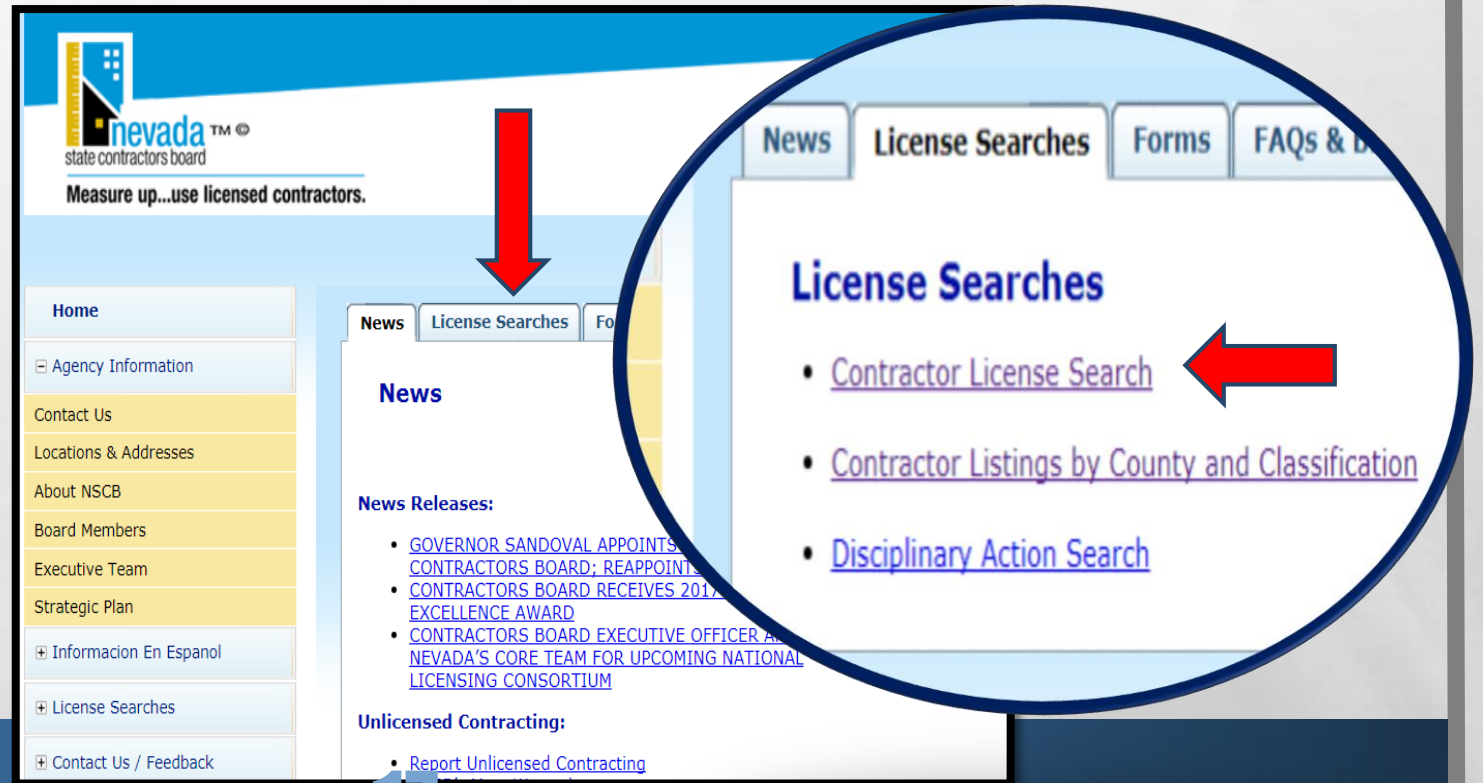 nevada ™ ©
state contractors board
Measure up...use licensed contractors.
Home
Agency Information
Contact Us
Locations & Addresses
About NSCB
Board Members
Executive Team
Strategic Plan
Informacion En Espanol
License Searches
Contact Us / Feedback
News License Searches
News
News Releases:
• GOVERNOR SANDOVAL APPOINTS
CONTRACTORS BOARD; REAPPOINTS
• CONTRACTORS BOARD RECEIVES 2017
EXCELLENCE AWARD
• CONTRACTORS BOARD EXECUTIVE OFFICER
NEVADA'S CORE TEAM FOR UPCOMING NATIONAL
LICENSING CONSORTIUM
Unlicensed Contracting:
• Report Unlicensed Contracting
News License Searches Forms FAQs &
License Searches
• Contractor License Search
• Contractor Listings by County and Classification
• Disciplinary Action Search